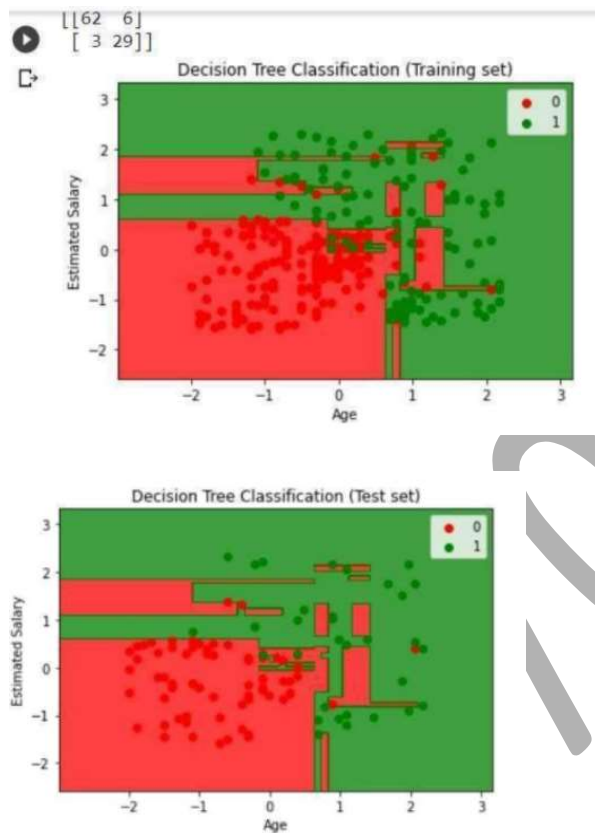 [[62 6]
[ 3 29]]
Decision Tree Classification (Training set)
0
1
3
2
1
0
−1
−2
Estimated Salary
−2 −1 0 1 2 3
Age
Decision Tree Classification (Test set)
0
1
3
2
1
0
−1
−2
Estimated Salary
−2 −1 0 1 2 3
Age